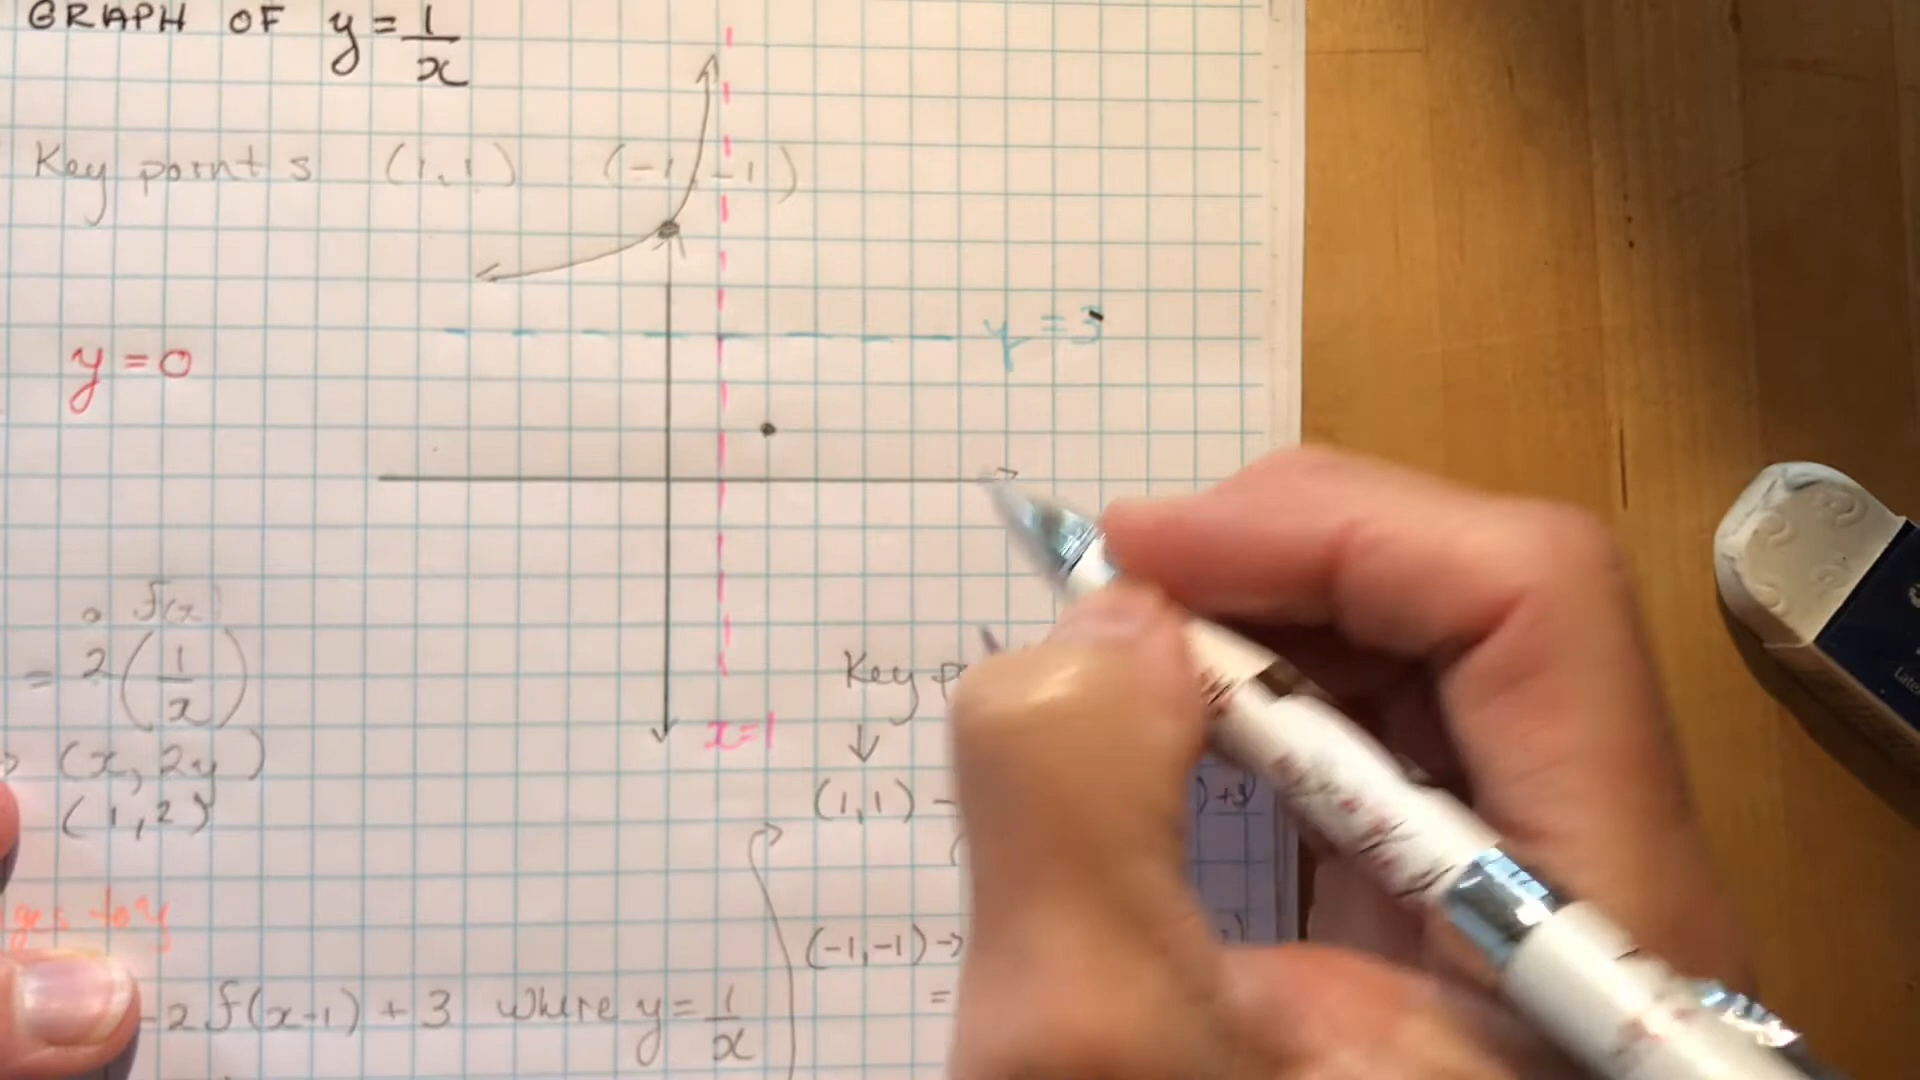 GRAPH OF y = 1/x
Key points (1,1) (-1,-1)
y = 3
y = 0
f(x)
= 2(1/x)
(x, 2y)
(1, 2)
x=1
Key
(1,1) -
) +3)
(-1,-1) →
=
-2f(x-1) + 3 where y = 1/x